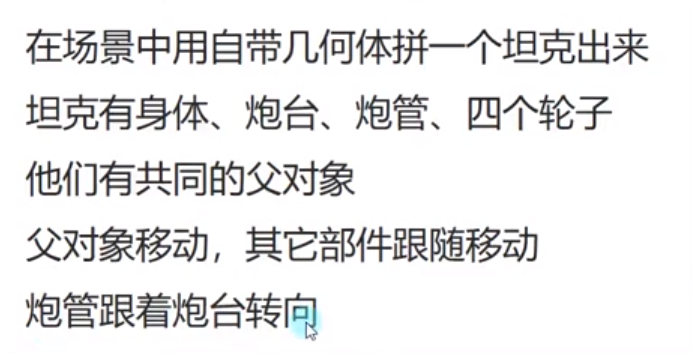 在场景中用自带几何体拼一个坦克出来
坦克有身体、炮台、炮管、四个轮子
他们有共同的父对象
父对象移动，其它部件跟随移动
炮管跟着炮台转向